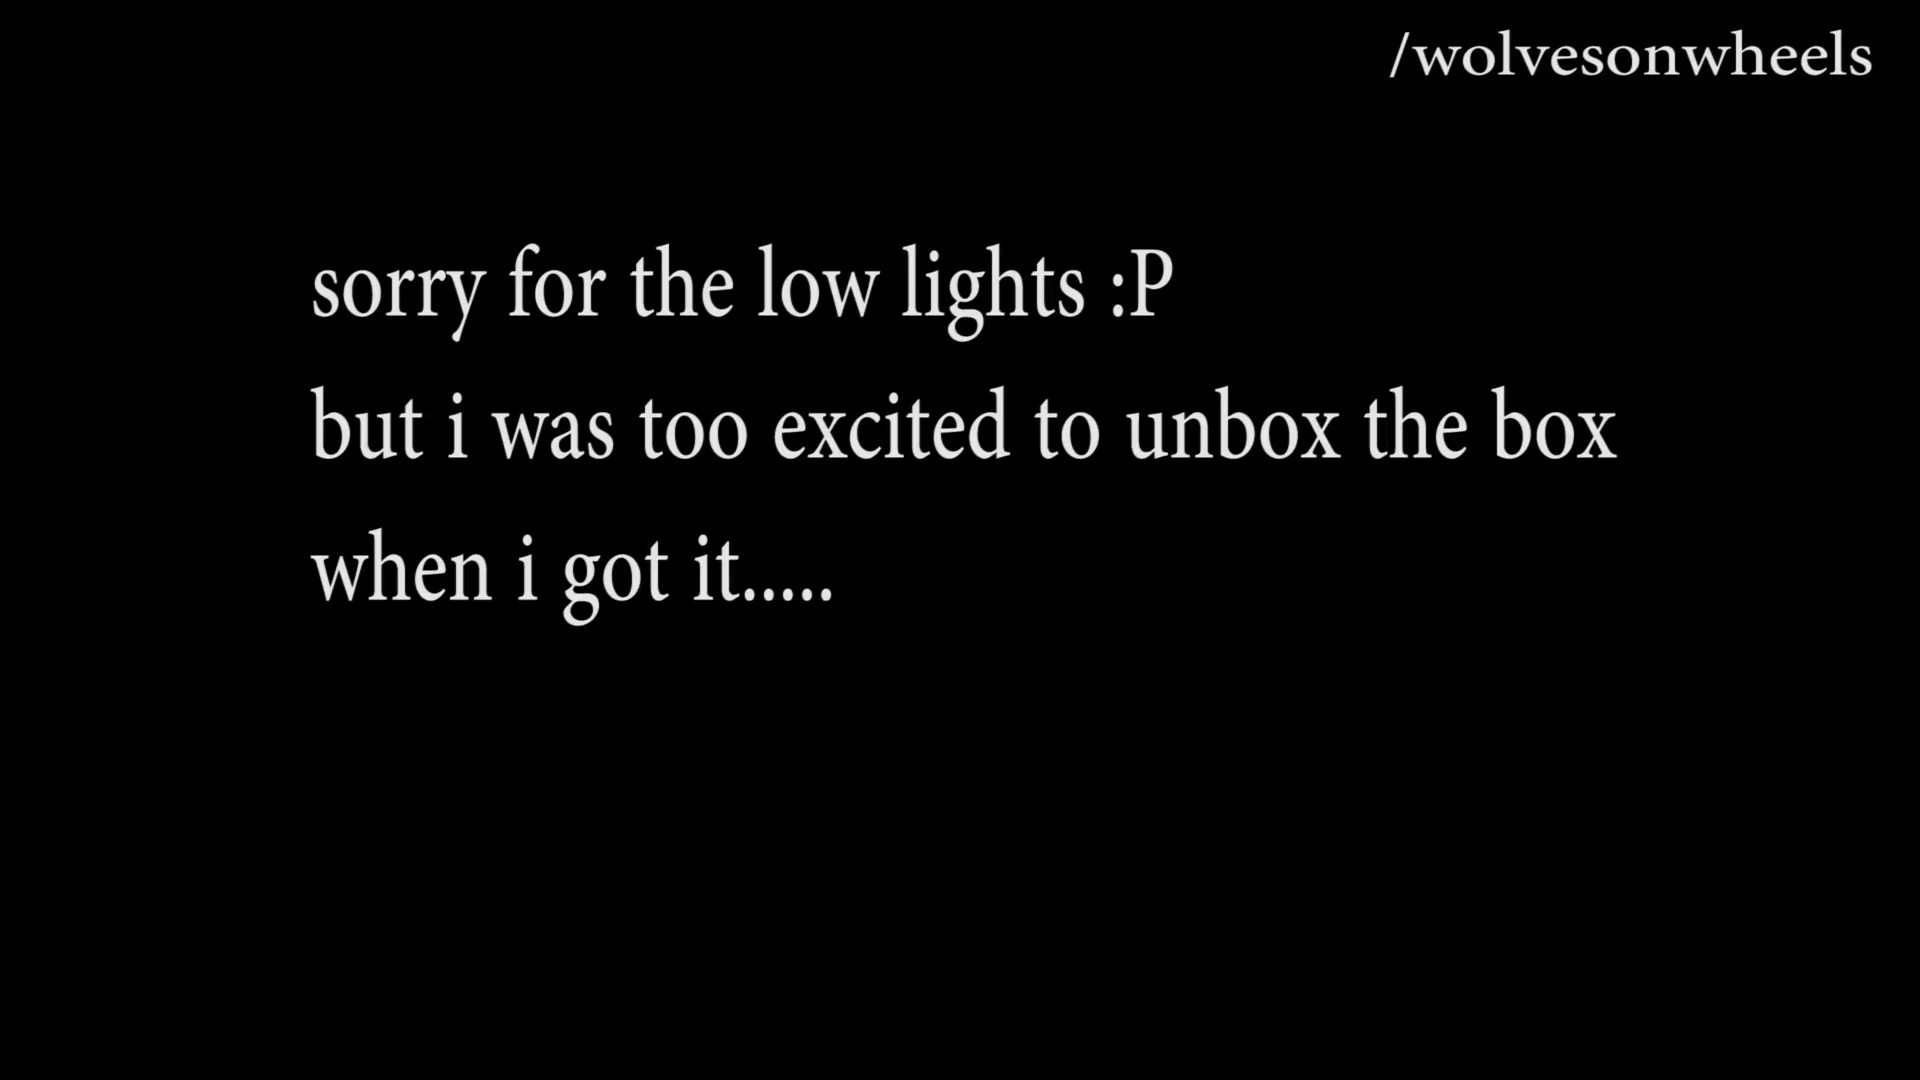 /wolvesonwheels
sorry for the low lights :P
but i was too excited to unbox the box
when i got it.....